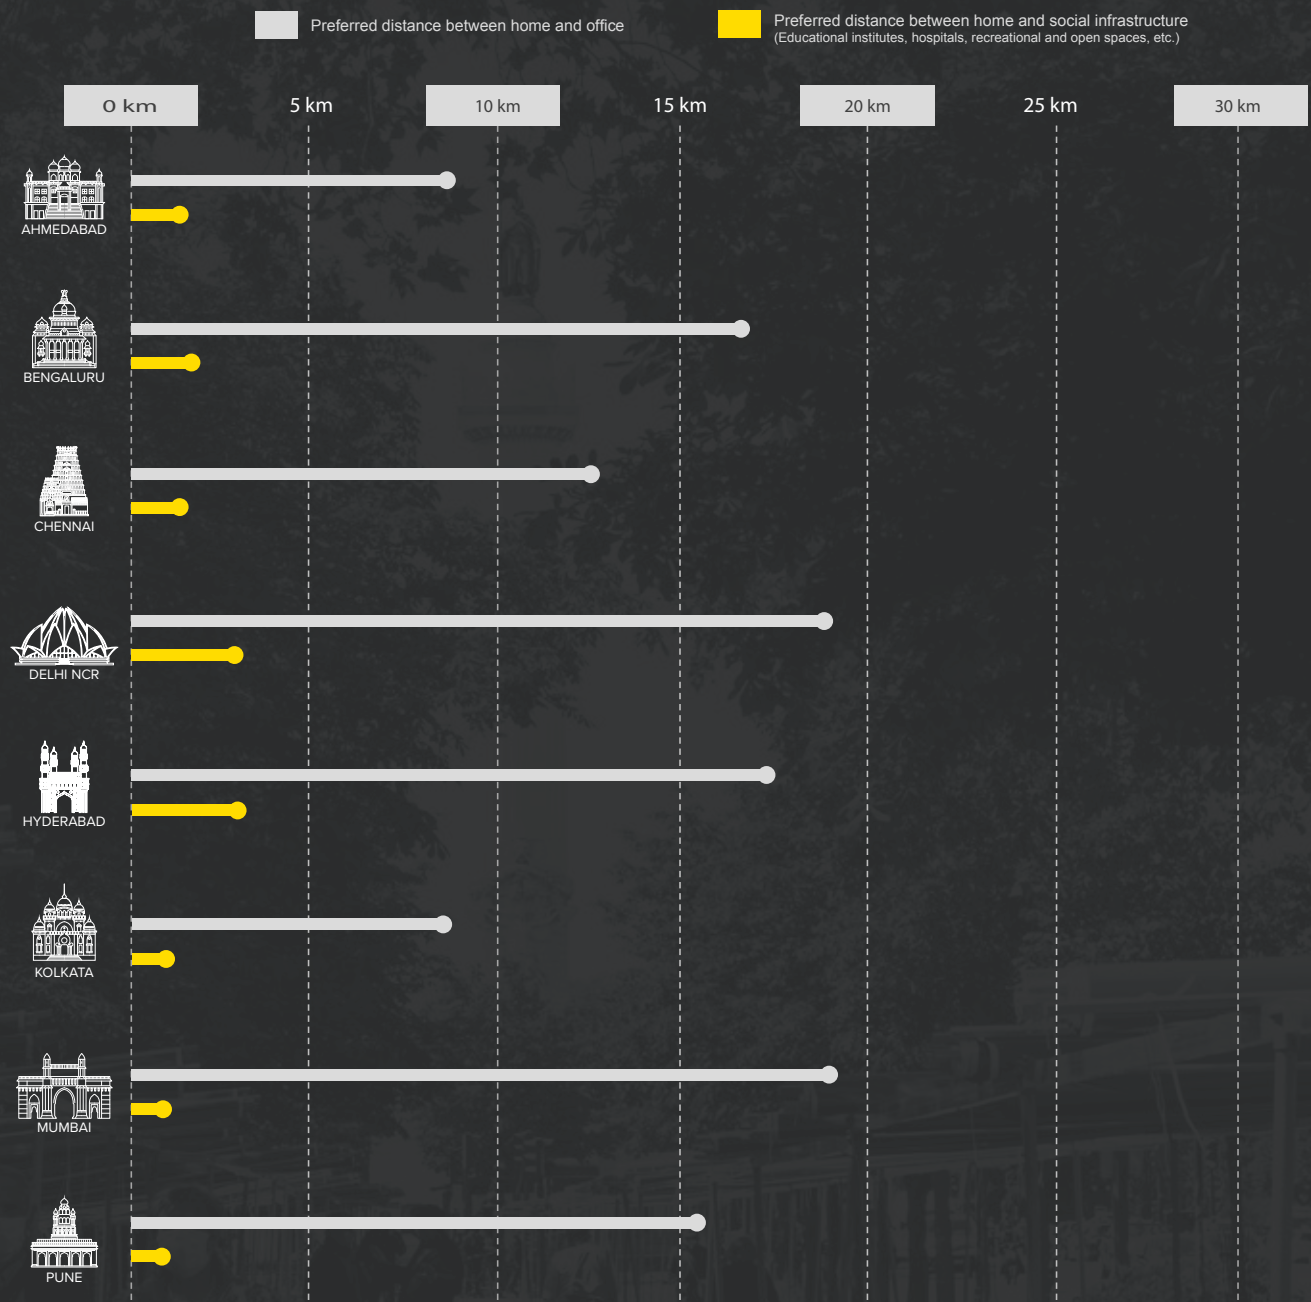 Preferred distance between home and office
Preferred distance between home and social infrastructure
(Educational institutes, hospitals, recreational and open spaces, etc.)
0 km
5 km
10 km
15 km
20 km
25 km
30 km
AHMEDABAD
BENGALURU
CHENNAI
DELHI NCR
HYDERABAD
KOLKATA
MUMBAI
PUNE